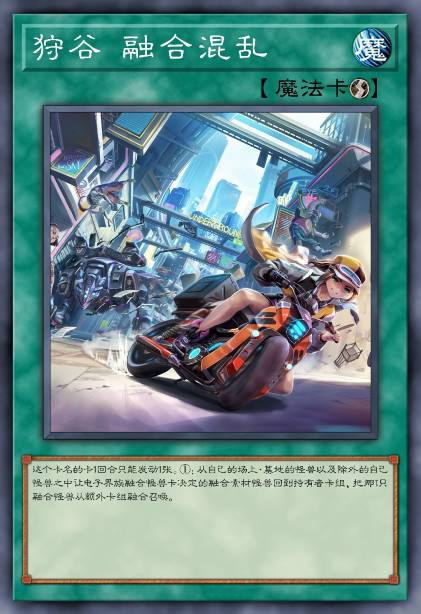 狩谷 融合混乱
魔
【魔法卡】
UNDERGROUND
这个卡名的卡1回合只能发动1张。①：从自己的场上·墓地的怪兽以及除外的自己
怪兽之中让电子界族融合怪兽卡决定的融合素材怪兽回到持有者卡组，把那1只
融合怪兽从额外卡组融合召唤。